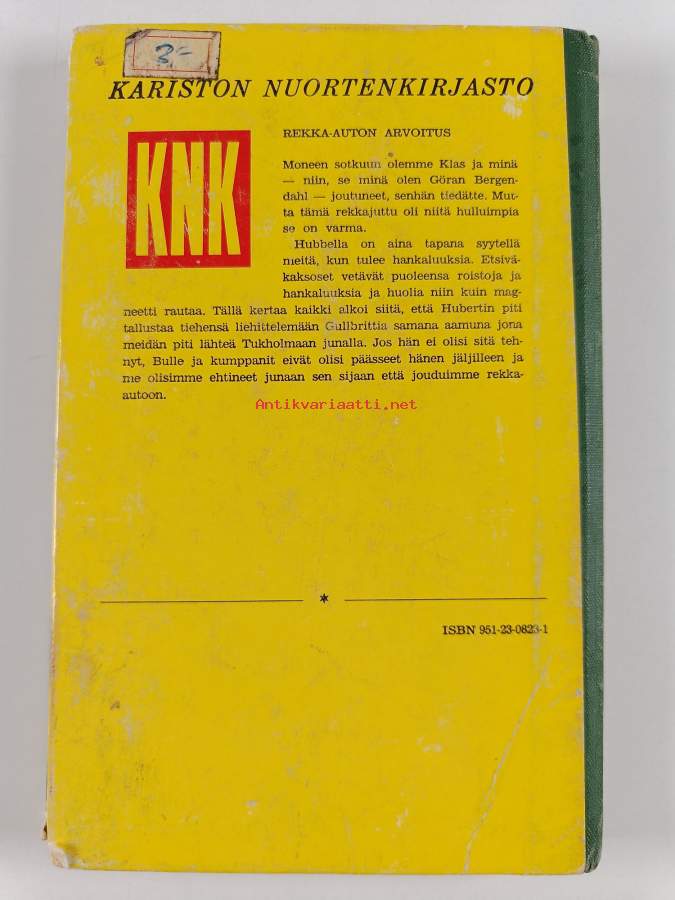 3:-
KARISTON NUORTENKIRJASTO
KNK
REKKA-AUTON ARVOITUS
Moneen sotkuun olemme Klas ja minä
— niin, se minä olen Göran Bergen-
dahl — joutuneet, senhän tiedätte. Mut-
ta tämä rekkajuttu oli niitä hulluimpia
se on varma.
Hubbella on aina tapana syytellä
meitä, kun tulee hankaluuksia. Etsivä-
kaksoset vetävät puoleensa roistoja ja
hankaluuksia ja huolia niin kuin mag-
neetti rautaa. Tällä kertaa kaikki alkoi siitä, että Hubertin piti
tallustaa tiehensä liehittelemään Gullbrittia samana aamuna jona
meidän piti lähteä Tukholmaan junalla. Jos hän ei olisi sitä teh-
nyt, Bulle ja kumppanit eivät olisi päässeet hänen jäljilleen ja
me olisimme ehtineet junaan sen sijaan että jouduimme rekka-
autoon.
Antikvariaatti.net
ISBN 951-23-0823-1